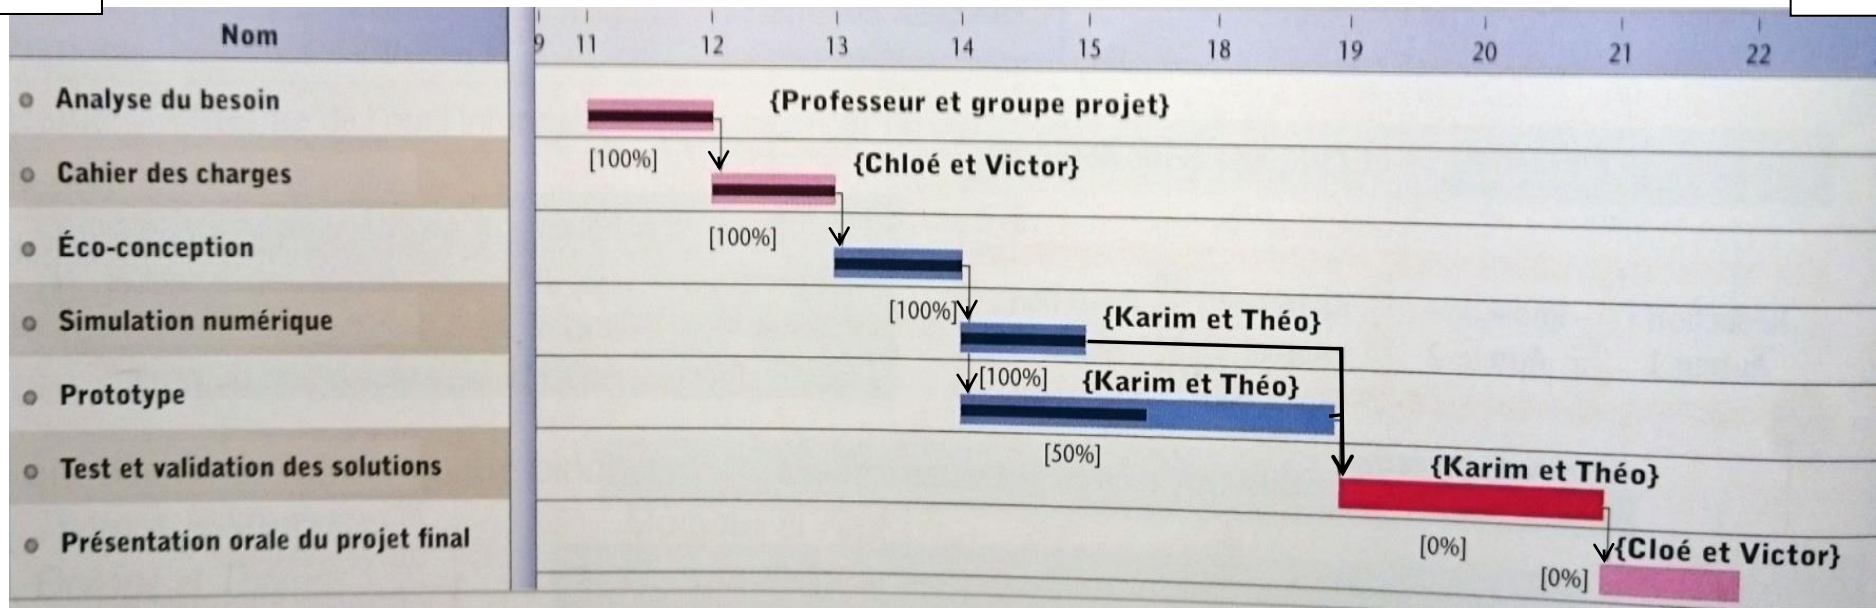 Nom
9 11 12 13 14 15 18 19 20 21 22
Analyse du besoin
{Professeur et groupe projet}
[100%]
Cahier des charges
{Chloé et Victor}
[100%]
Éco-conception
[100%]
Simulation numérique
{Karim et Théo}
[100%]
Prototype
{Karim et Théo}
[50%]
Test et validation des solutions
{Karim et Théo}
[0%]
Présentation orale du projet final
{Cloé et Victor}
[0%]